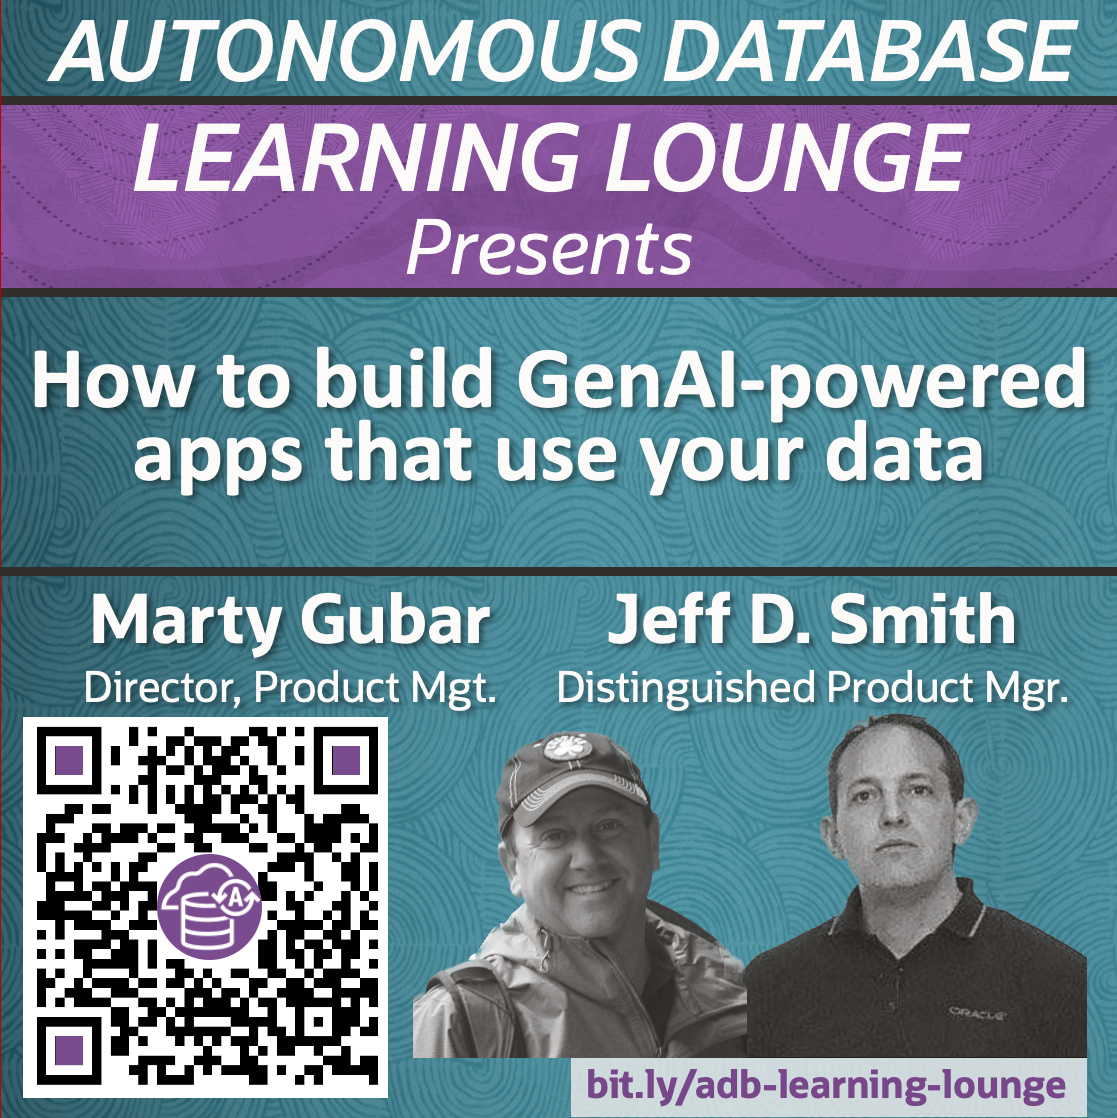 AUTONOMOUS DATABASE
LEARNING LOUNGE
Presents
How to build GenAI-powered
apps that use your data
Marty Gubar
Director, Product Mgt.
Jeff D. Smith
Distinguished Product Mgr.
A
ORACLE
bit.ly/adb-learning-lounge